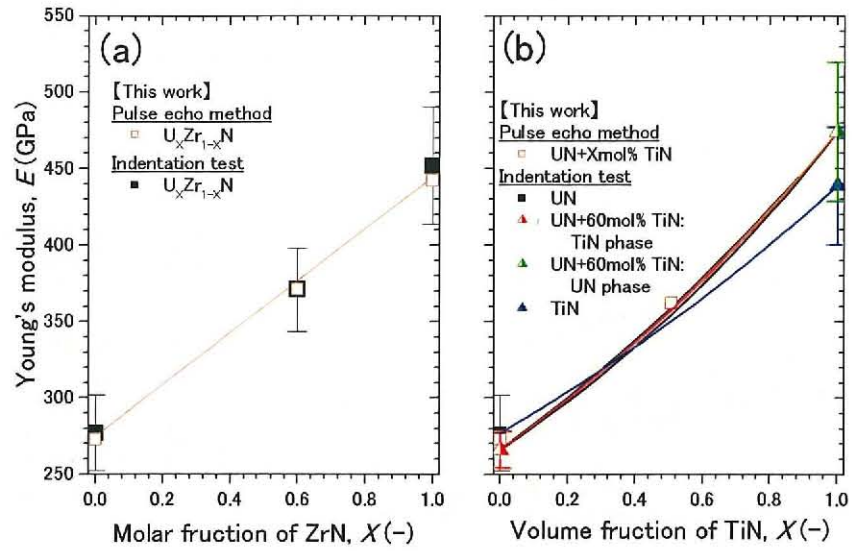 550
500
450
400
350
300
250
Young's modulus, E(GPa)
(a)
【This work】
Pulse echo method
UXZr1-XN
Indentation test
UXZr1-XN
0.0 0.2 0.4 0.6 0.8 1.0
Molar fruction of ZrN, X(-)
(b)
【This work】
Pulse echo method
UN+Xmol% TiN
Indentation test
UN
UN+60mol% TiN:
TiN phase
UN+60mol% TiN:
UN phase
TiN
0.0 0.2 0.4 0.6 0.8 1.0
Volume fruction of TiN, X(-)